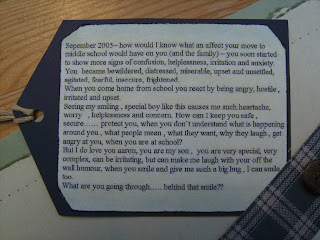 September 2005~ how would I know what an affect your move to
middle school would have on you (and the family) ~ you soon started
to show more signs of confusion, helplessness, irritation and anxiety.
You became bewildered, distressed, miserable, upset and unsettled,
agitated, fearful, insecure, frightened.
When you come home from school you react by being angry, hostile ,
irritated and upset.
Seeing my smiling , special boy like this causes me such heartache,
worry , helplessness and concern. How can I keep you safe ,
secure....... protect you, when you don't understand what is happening
around you , what people mean , what they want, why they laugh , get
angry at you, when you are at school?
But I do love you aaron, you are my son , you are very special, very
complex, can be irritating, but can make me laugh with your off the
wall humour, when you smile and give me such a big hug , I can smile
too.
What are you going through...... behind that smile??